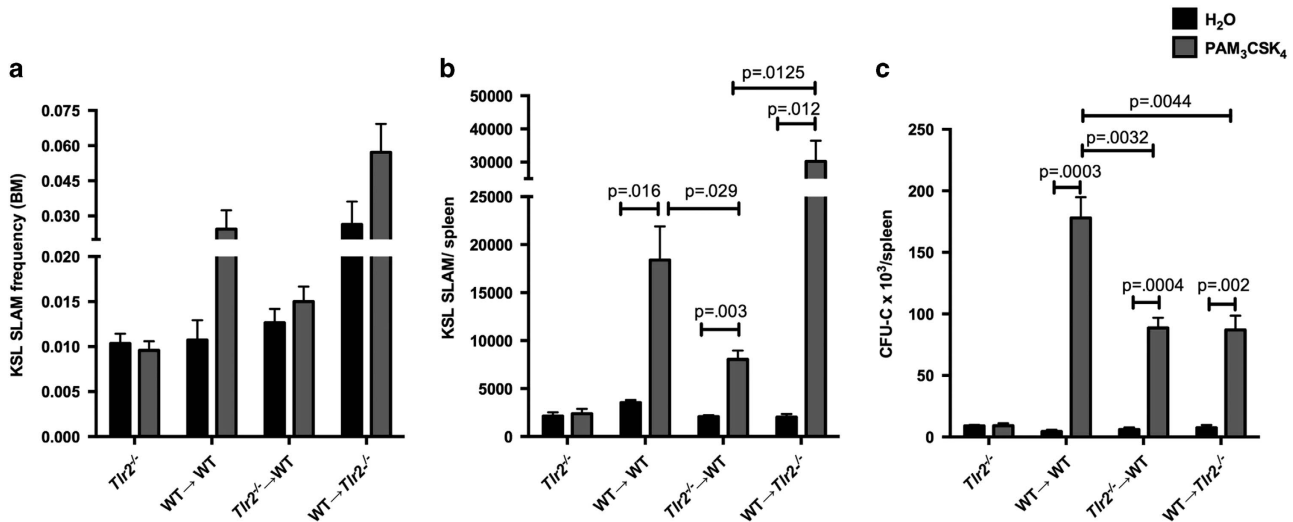 H₂O
PAM₃CSK₄
a
KSL SLAM frequency (BM)
0.075
0.060
0.045
0.030
0.020
0.015
0.010
0.005
0.000
Tlr2⁻/⁻
WT→ WT
Tlr2⁻/⁻→WT
WT→Tlr2⁻/⁻
b
KSL SLAM/ spleen
50000
40000
30000
25000
20000
15000
10000
5000
0
p=.0125
p=.012
p=.016
p=.029
p=.003
Tlr2⁻/⁻
WT→ WT
Tlr2⁻/⁻→WT
WT→Tlr2⁻/⁻
c
CFU-C x 10³/spleen
250
200
150
100
50
0
p=.0044
p=.0032
p=.0003
p=.0004
p=.002
Tlr2⁻/⁻
WT→ WT
Tlr2⁻/⁻→WT
WT→Tlr2⁻/⁻